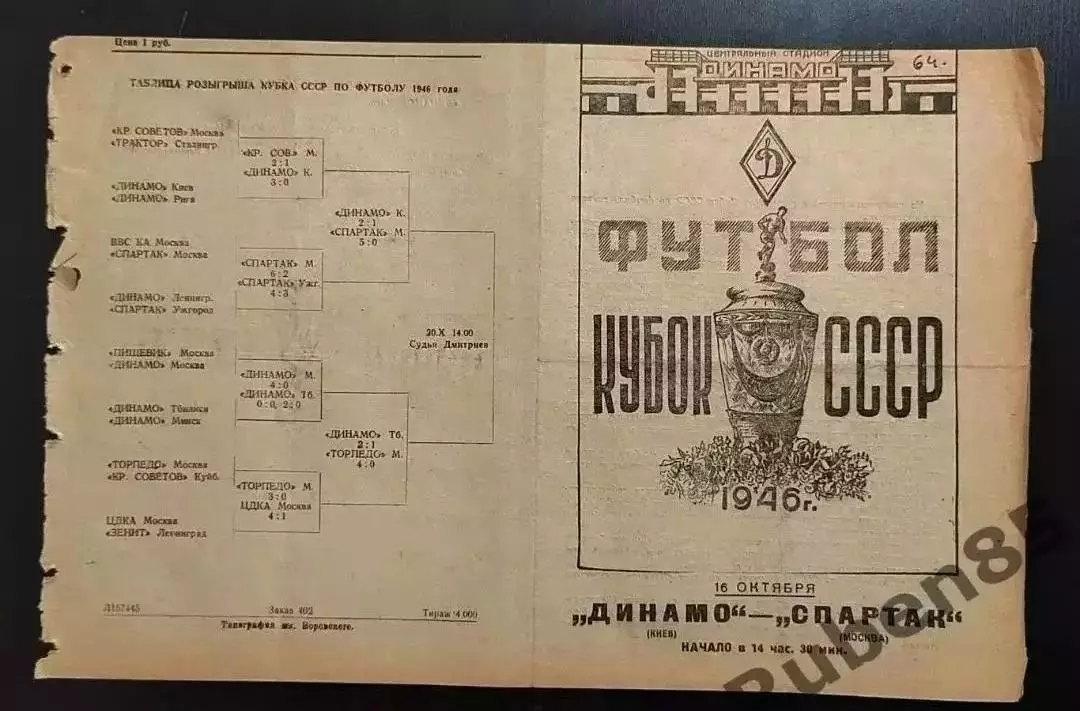 Цена 1 руб.
ТАБЛИЦА РОЗЫГРЫША КУБКА СССР ПО ФУТБОЛУ 1946 года
«КР. СОВЕТОВ» Москва
«ТРАКТОР» Сталингр.
«ДИНАМО» Киев
«ДИНАМО» Рига
ВВС КА Москва
«СПАРТАК» Москва
«ДИНАМО» Ленингр.
«СПАРТАК» Ужгород
«ПИЩЕВИК» Москва
«ДИНАМО» Москва
«ДИНАМО» Тбилиси
«ДИНАМО» Минск
«ТОРПЕДО» Москва
«КР. СОВЕТОВ» Куйб.
ЦДКА Москва
«ЗЕНИТ» Ленинград
«КР. СОВ.» М.
2:1
«ДИНАМО» К.
3:0
«СПАРТАК» М.
6:2
«СПАРТАК» Ужг.
4:3
«ДИНАМО» М.
4:0
«ДИНАМО» Тб.
0:0, 2:0
«ТОРПЕДО» М.
3:0
ЦДКА Москва
4:1
«ДИНАМО» К.
2:1
«СПАРТАК» М.
5:0
«ДИНАМО» Тб.
2:1
«ТОРПЕДО» М.
4:0
20.X 14.00
Судья Дмитриев
Л157445 Заказ 402 Тираж 4 000
Типография им. Воровского.
ЦЕНТРАЛЬНЫЙ СТАДИОН
ДИНАМО
64.
Д
ФУТБОЛ
КУБОК СССР
1946г.
16 ОКТЯБРЯ
„ДИНАМО“—„СПАРТАК“
(КИЕВ) (МОСКВА)
НАЧАЛО в 14 час. 30 мин.
Ruben85